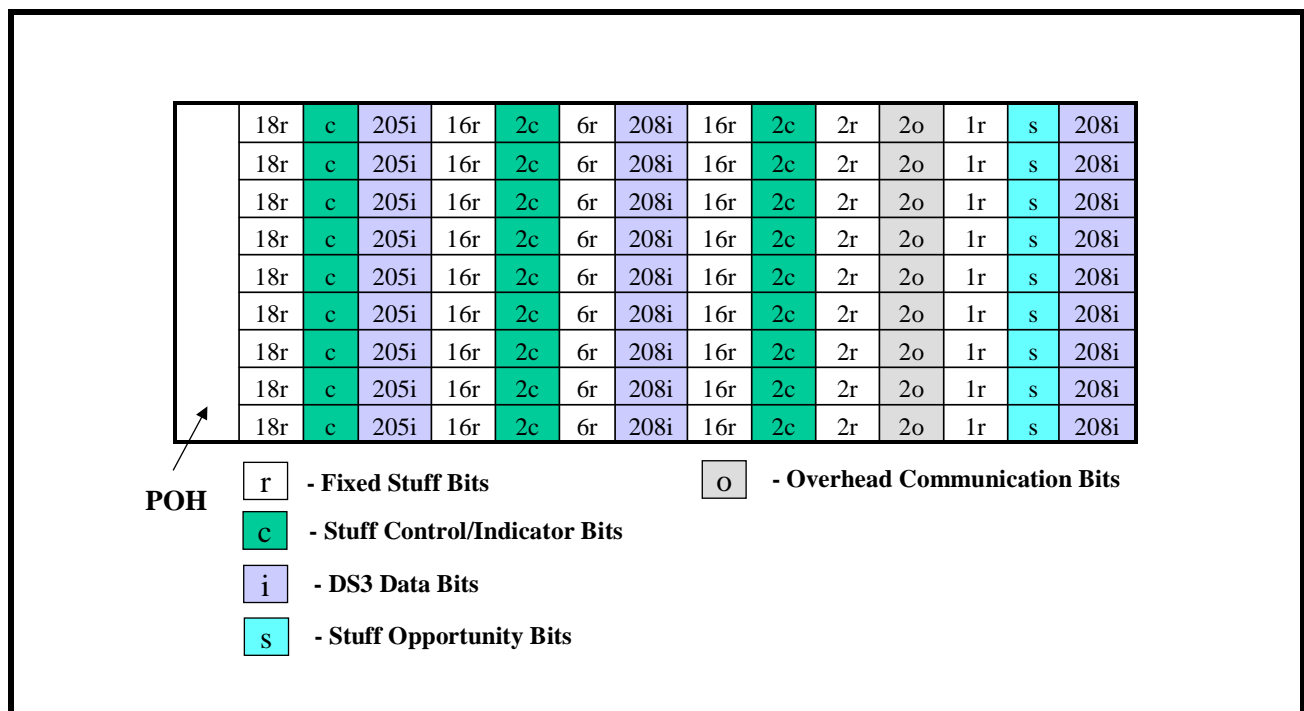 18r c 205i 16r 2c 6r 208i 16r 2c 2r 2o 1r s 208i
18r c 205i 16r 2c 6r 208i 16r 2c 2r 2o 1r s 208i
18r c 205i 16r 2c 6r 208i 16r 2c 2r 2o 1r s 208i
18r c 205i 16r 2c 6r 208i 16r 2c 2r 2o 1r s 208i
18r c 205i 16r 2c 6r 208i 16r 2c 2r 2o 1r s 208i
18r c 205i 16r 2c 6r 208i 16r 2c 2r 2o 1r s 208i
18r c 205i 16r 2c 6r 208i 16r 2c 2r 2o 1r s 208i
18r c 205i 16r 2c 6r 208i 16r 2c 2r 2o 1r s 208i
18r c 205i 16r 2c 6r 208i 16r 2c 2r 2o 1r s 208i
POH
r - Fixed Stuff Bits
o - Overhead Communication Bits
c - Stuff Control/Indicator Bits
i - DS3 Data Bits
s - Stuff Opportunity Bits